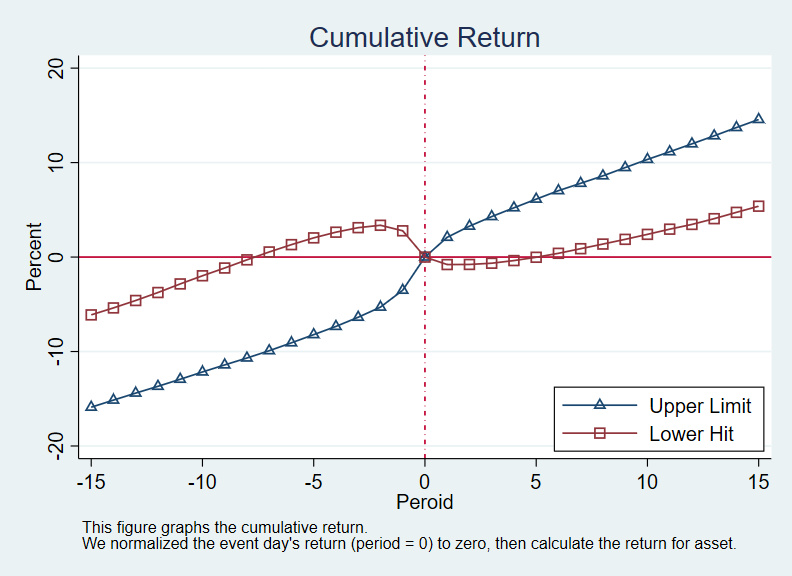 Cumulative Return
20
10
0
-10
-20
Percent
-15
-10
-5
0
5
10
15
Peroid
Upper Limit
Lower Hit
This figure graphs the cumulative return.
We normalized the event day's return (period = 0) to zero, then calculate the return for asset.